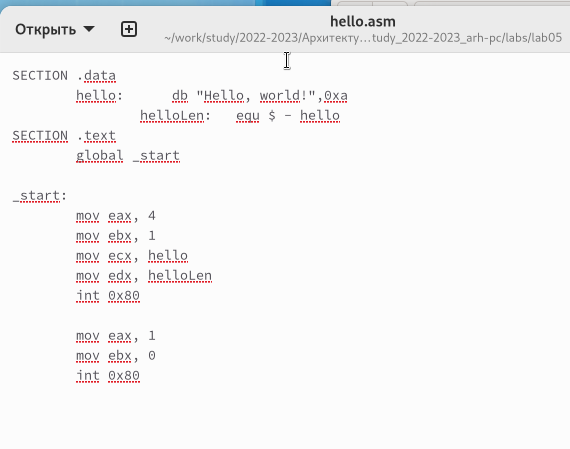 hello.asm
Открыть
~/work/study/2022-2023/Архитекту…tudy_2022-2023_arh-pc/labs/lab05
SECTION .data
hello: db "Hello, world!",0xa
helloLen: equ $ - hello
SECTION .text
global _start
_start:
mov eax, 4
mov ebx, 1
mov ecx, hello
mov edx, helloLen
int 0x80
mov eax, 1
mov ebx, 0
int 0x80